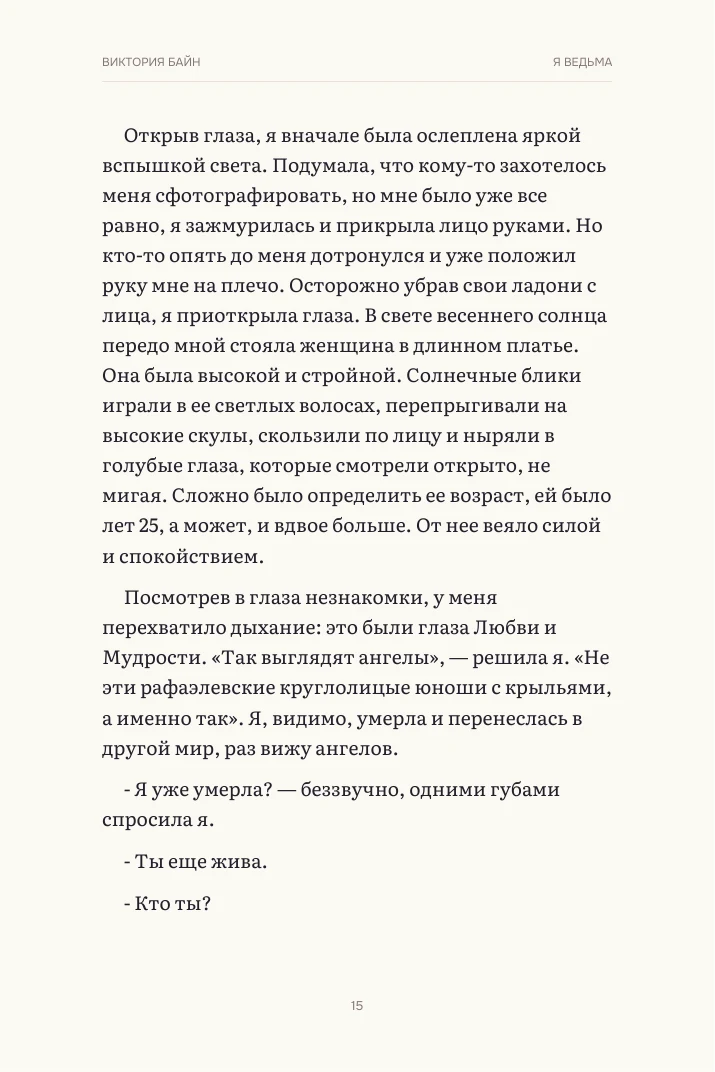 ВИКТОРИЯ БАЙН
Я ВЕДЬМА
Открыв глаза, я вначале была ослеплена яркой
вспышкой света. Подумала, что кому-то захотелось
меня сфотографировать, но мне было уже все
равно, я зажмурилась и прикрыла лицо руками. Но
кто-то опять до меня дотронулся и уже положил
руку мне на плечо. Осторожно убрав свои ладони с
лица, я приоткрыла глаза. В свете весеннего солнца
передо мной стояла женщина в длинном платье.
Она была высокой и стройной. Солнечные блики
играли в ее светлых волосах, перепрыгивали на
высокие скулы, скользили по лицу и ныряли в
голубые глаза, которые смотрели открыто, не
мигая. Сложно было определить ее возраст, ей было
лет 25, а может, и вдвое больше. От нее веяло силой
и спокойствием.
Посмотрев в глаза незнакомки, у меня
перехватило дыхание: это были глаза Любви и
Мудрости. «Так выглядят ангелы», — решила я. «Не
эти рафаэлевские круглолицые юноши с крыльями,
а именно так». Я, видимо, умерла и перенеслась в
другой мир, раз вижу ангелов.
- Я уже умерла? — беззвучно, одними губами
спросила я.
- Ты еще жива.
- Кто ты?
15